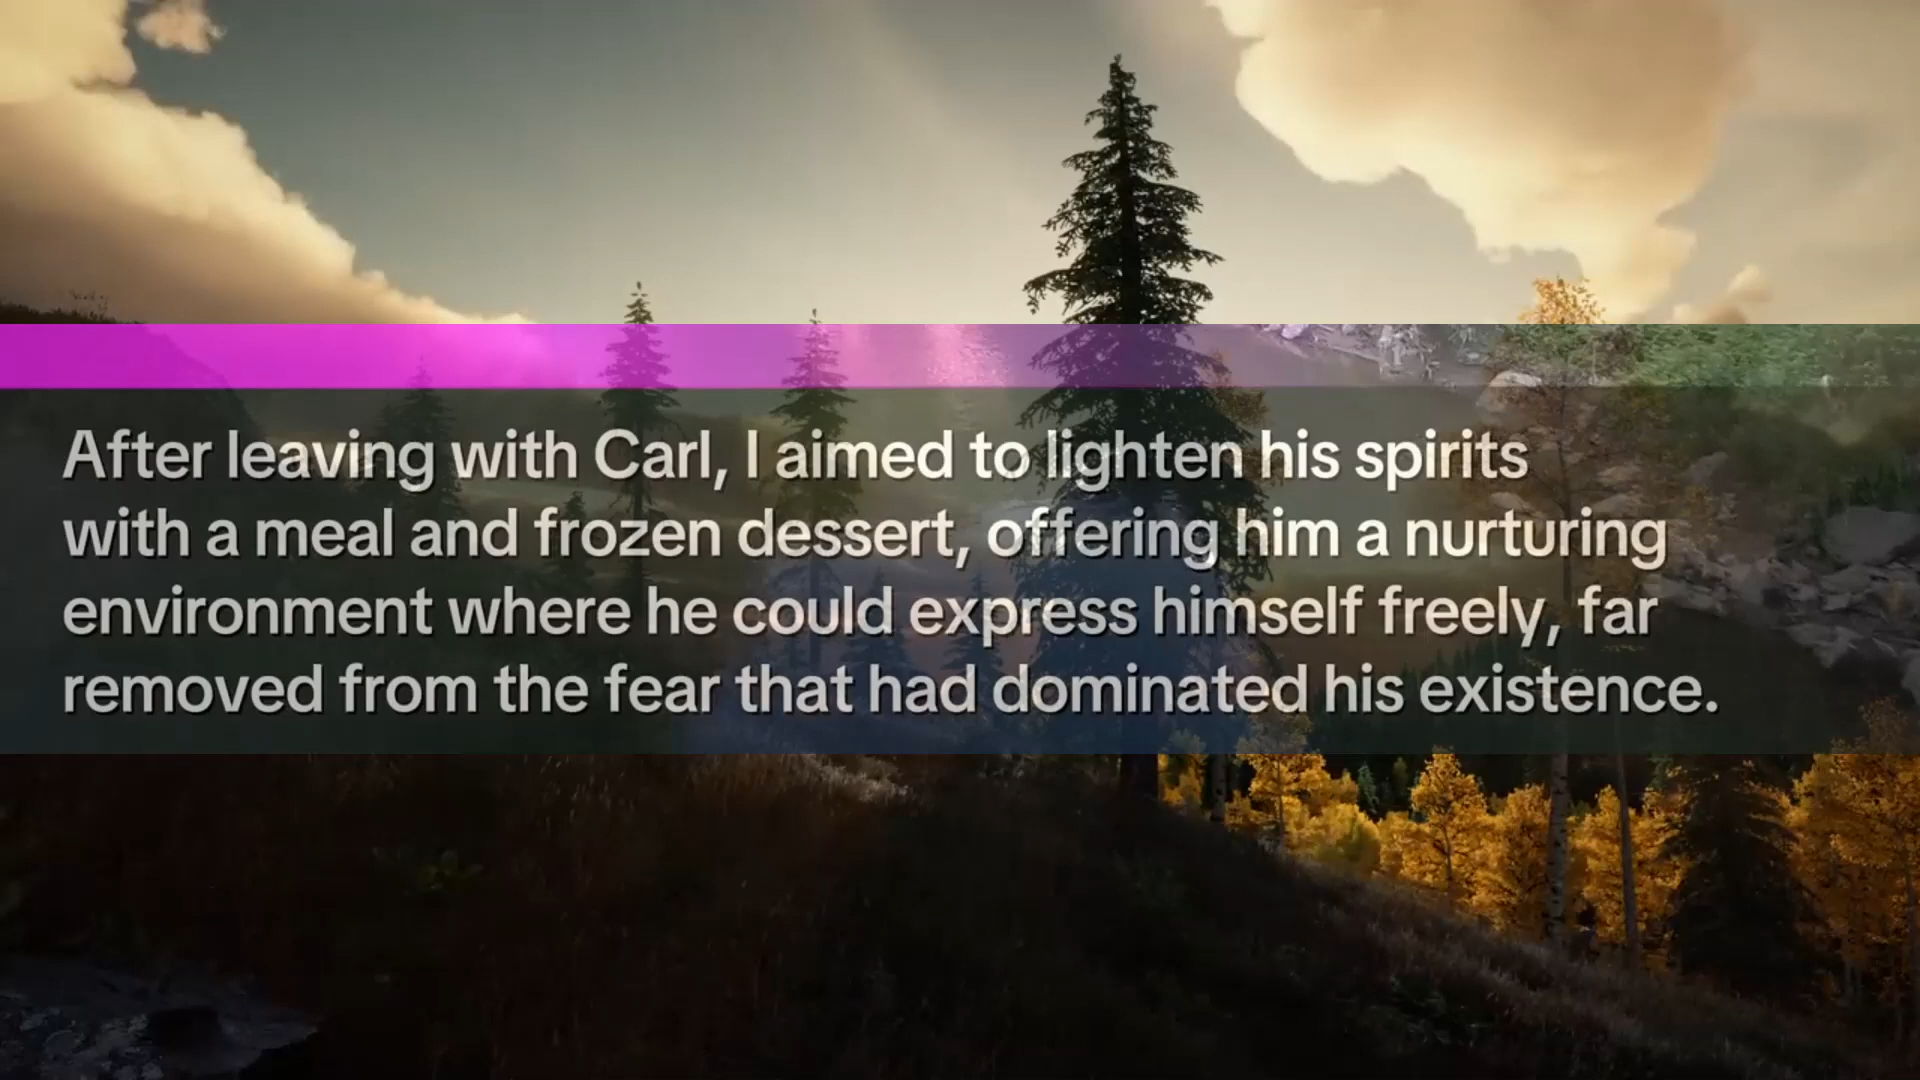 After leaving with Carl, I aimed to lighten his spirits
with a meal and frozen dessert, offering him a nurturing
environment where he could express himself freely, far
removed from the fear that had dominated his existence.